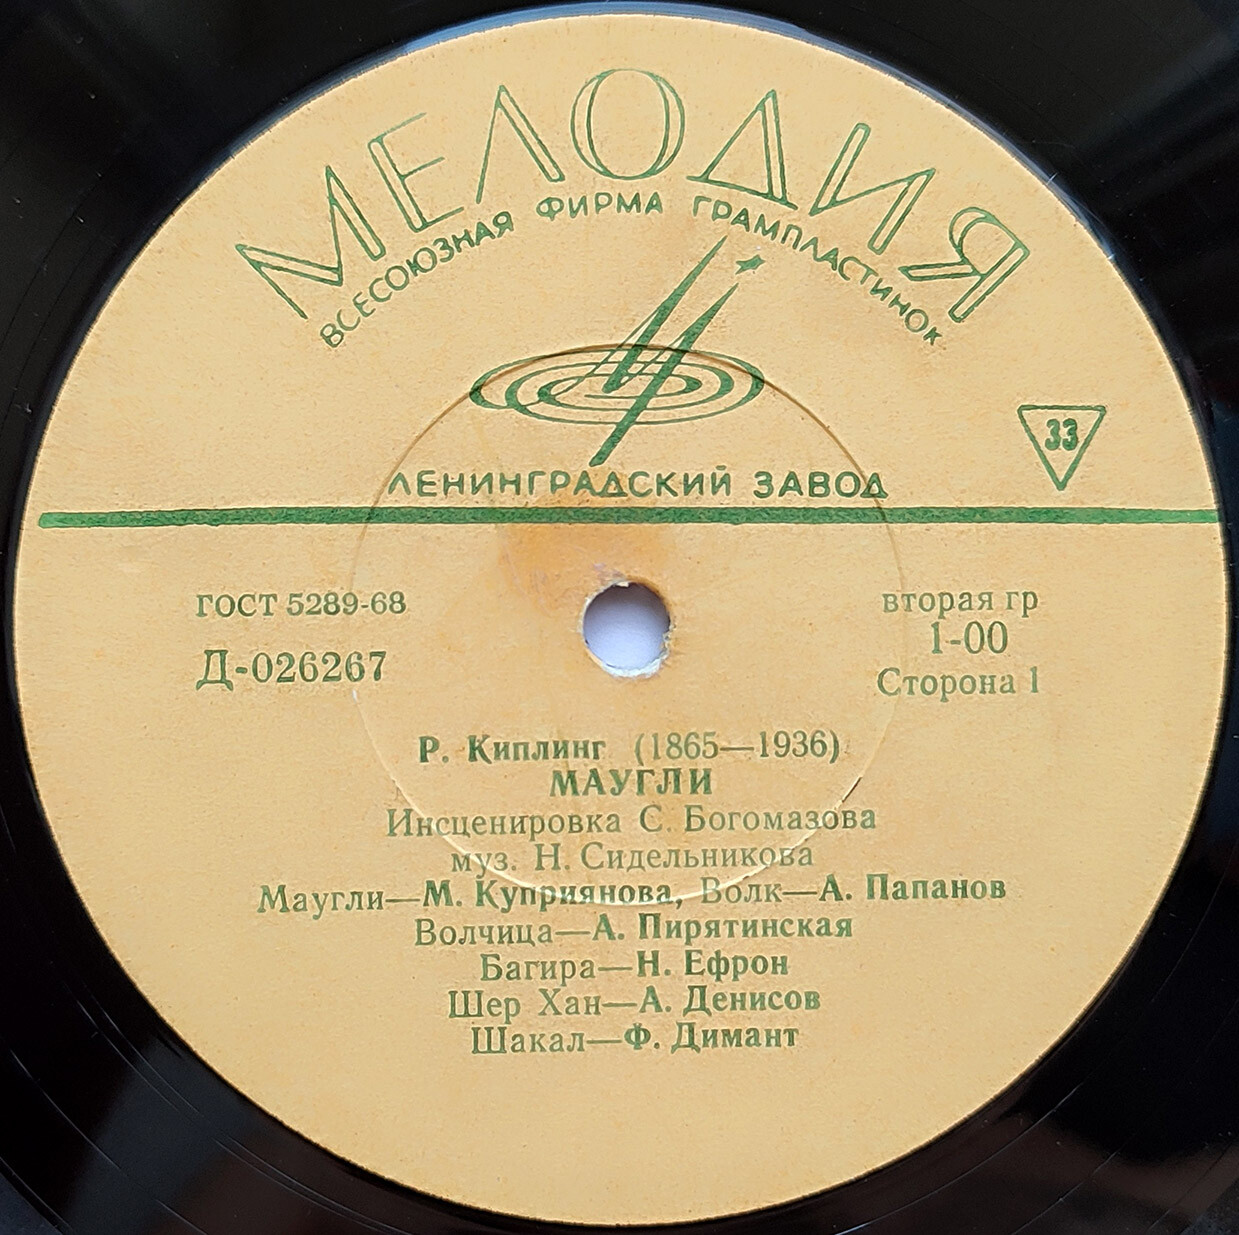 МЕЛОДИЯ
ВСЕСОЮЗНАЯ ФИРМА ГРАМПЛАСТИНОК
33
ЛЕНИНГРАДСКИЙ ЗАВОД
ГОСТ 5289-68
Д-026267
вторая гр
1-00
Сторона 1
Р. Киплинг (1865—1936)
МАУГЛИ
Инсценировка С. Богомазова
муз. Н. Сидельникова
Маугли—М. Куприянова, Волк—А. Папанов
Волчица—А. Пирятинская
Багира—Н. Ефрон
Шер Хан—А. Денисов
Шакал—Ф. Димант